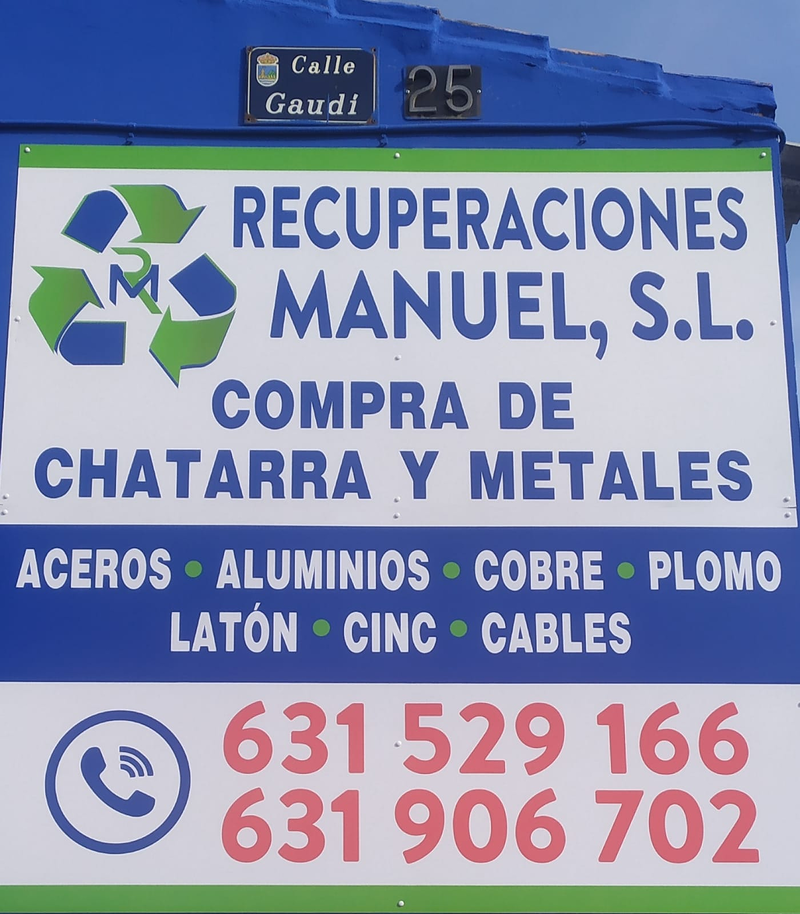 Calle
Gaudí
25
RECUPERACIONES
MANUEL, S.L.
MR
COMPRA DE
CHATARRA Y METALES
ACEROS • ALUMINIOS • COBRE • PLOMO
LATÓN • CINC • CABLES
631 529 166
631 906 702